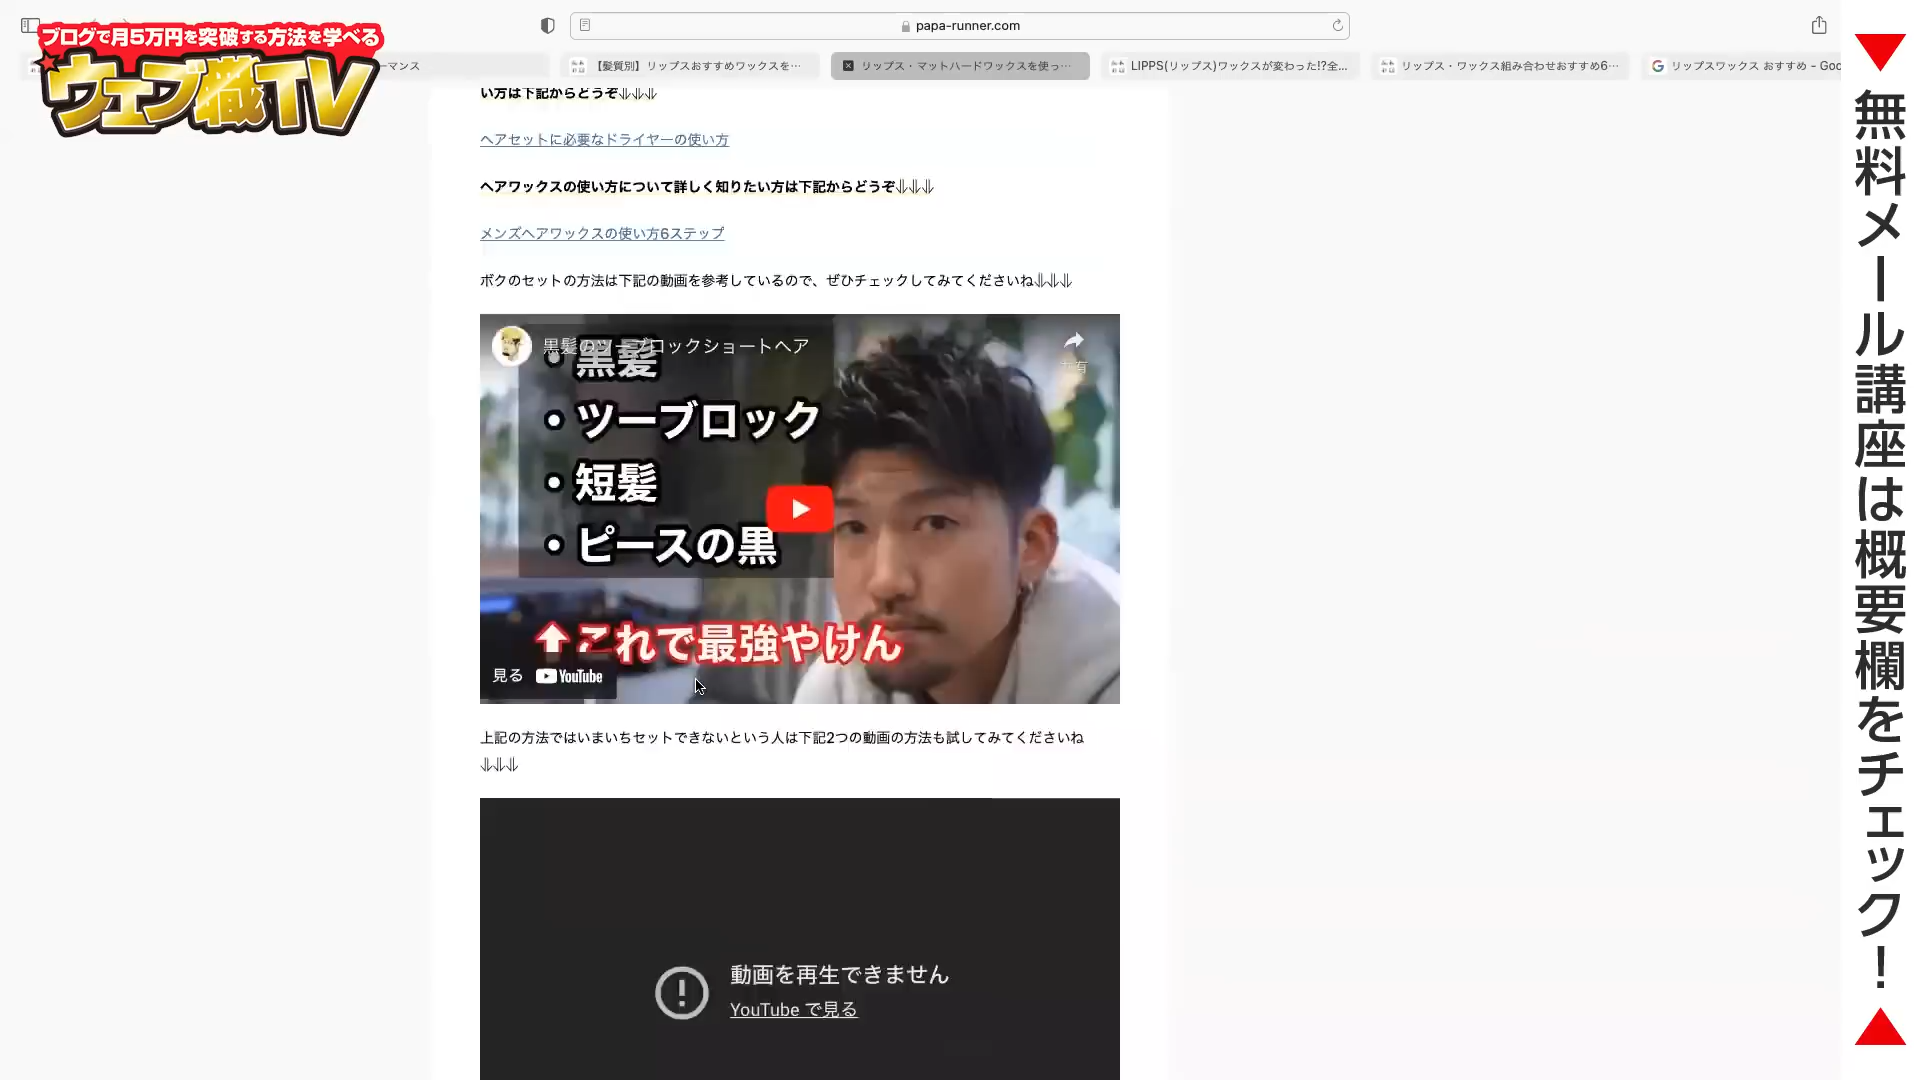 ブログで月5万円を突破する方法を学べる
ウェブ職TV
papa-runner.com
ーマンス
【髪質別】リップスおすすめワックスを…
リップス・マットハードワックスを使っ…
LIPPS(リップス)ワックスが変わった!?全...
リップス・ワックス組み合わせおすすめ6…
リップスワックス おすすめ - Goo
い方は下記からどうぞ⇓⇓⇓
ヘアセットに必要なドライヤーの使い方
ヘアワックスの使い方について詳しく知りたい方は下記からどうぞ⇓⇓⇓
メンズヘアワックスの使い方6ステップ
ボクのセットの方法は下記の動画を参考しているので、ぜひチェックしてみてくださいね⇓⇓⇓
黒髪のツーブロックショートヘア
共有
・黒髪
・ツーブロック
・短髪
・ピースの黒
⬆これで最強やけん
見る YouTube
上記の方法ではいまいちセットできないという人は下記2つの動画の方法も試してみてくださいね
⇓⇓⇓
動画を再生できません
YouTube で見る
▼無料メール講座は概要欄をチェック！▲